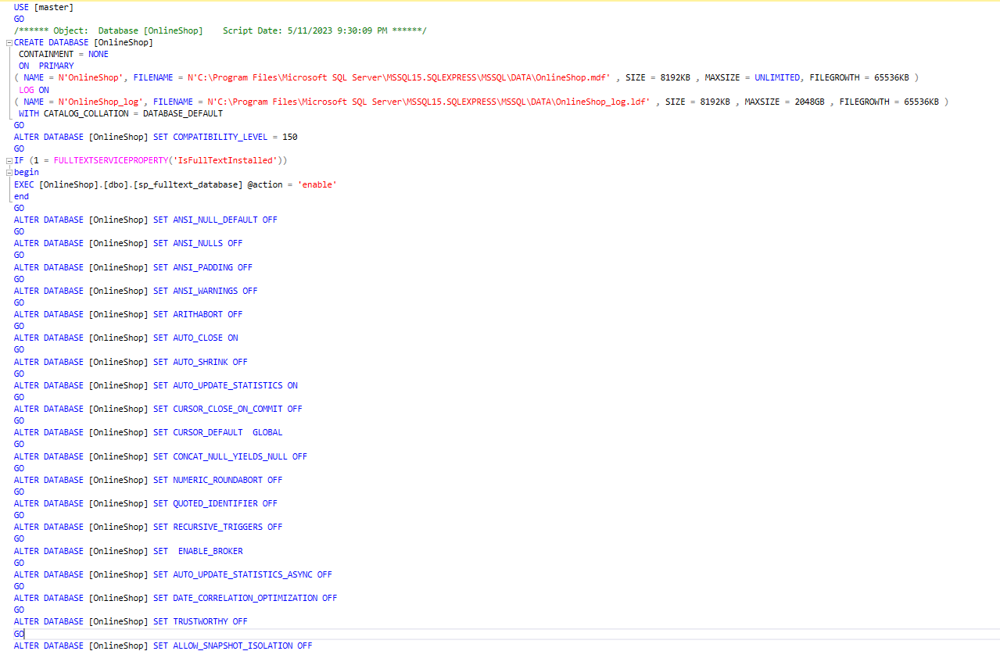 USE [master]
GO
/****** Object:  Database [OnlineShop]    Script Date: 5/11/2023 9:30:09 PM ******/
CREATE DATABASE [OnlineShop]
 CONTAINMENT = NONE
 ON  PRIMARY
( NAME = N'OnlineShop', FILENAME = N'C:\Program Files\Microsoft SQL Server\MSSQL15.SQLEXPRESS\MSSQL\DATA\OnlineShop.mdf' , SIZE = 8192KB , MAXSIZE = UNLIMITED, FILEGROWTH = 65536KB )
 LOG ON
( NAME = N'OnlineShop_log', FILENAME = N'C:\Program Files\Microsoft SQL Server\MSSQL15.SQLEXPRESS\MSSQL\DATA\OnlineShop_log.ldf' , SIZE = 8192KB , MAXSIZE = 2048GB , FILEGROWTH = 65536KB )
 WITH CATALOG_COLLATION = DATABASE_DEFAULT
GO
ALTER DATABASE [OnlineShop] SET COMPATIBILITY_LEVEL = 150
GO
IF (1 = FULLTEXTSERVICEPROPERTY('IsFullTextInstalled'))
begin
EXEC [OnlineShop].[dbo].[sp_fulltext_database] @action = 'enable'
end
GO
ALTER DATABASE [OnlineShop] SET ANSI_NULL_DEFAULT OFF
GO
ALTER DATABASE [OnlineShop] SET ANSI_NULLS OFF
GO
ALTER DATABASE [OnlineShop] SET ANSI_PADDING OFF
GO
ALTER DATABASE [OnlineShop] SET ANSI_WARNINGS OFF
GO
ALTER DATABASE [OnlineShop] SET ARITHABORT OFF
GO
ALTER DATABASE [OnlineShop] SET AUTO_CLOSE ON
GO
ALTER DATABASE [OnlineShop] SET AUTO_SHRINK OFF
GO
ALTER DATABASE [OnlineShop] SET AUTO_UPDATE_STATISTICS ON
GO
ALTER DATABASE [OnlineShop] SET CURSOR_CLOSE_ON_COMMIT OFF
GO
ALTER DATABASE [OnlineShop] SET CURSOR_DEFAULT  GLOBAL
GO
ALTER DATABASE [OnlineShop] SET CONCAT_NULL_YIELDS_NULL OFF
GO
ALTER DATABASE [OnlineShop] SET NUMERIC_ROUNDABORT OFF
GO
ALTER DATABASE [OnlineShop] SET QUOTED_IDENTIFIER OFF
GO
ALTER DATABASE [OnlineShop] SET RECURSIVE_TRIGGERS OFF
GO
ALTER DATABASE [OnlineShop] SET  ENABLE_BROKER
GO
ALTER DATABASE [OnlineShop] SET AUTO_UPDATE_STATISTICS_ASYNC OFF
GO
ALTER DATABASE [OnlineShop] SET DATE_CORRELATION_OPTIMIZATION OFF
GO
ALTER DATABASE [OnlineShop] SET TRUSTWORTHY OFF
GO
ALTER DATABASE [OnlineShop] SET ALLOW_SNAPSHOT_ISOLATION OFF